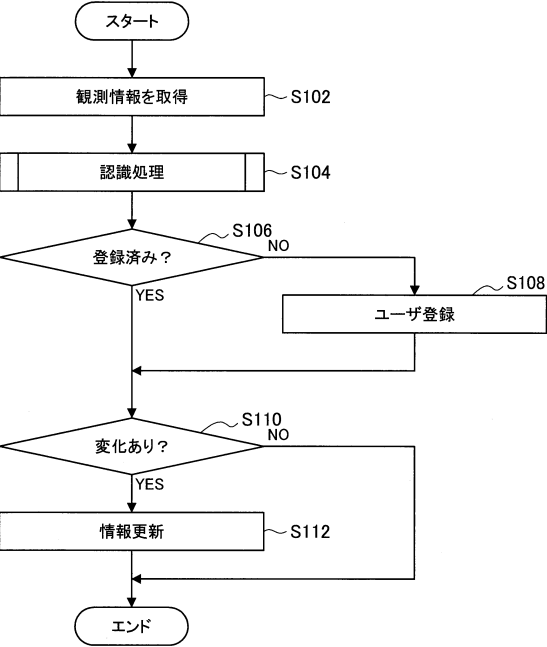 スタート
観測情報を取得
S102
認識処理
S104
S106
登録済み?
NO
YES
S108
ユーザ登録
S110
変化あり?
NO
YES
情報更新
S112
エンド